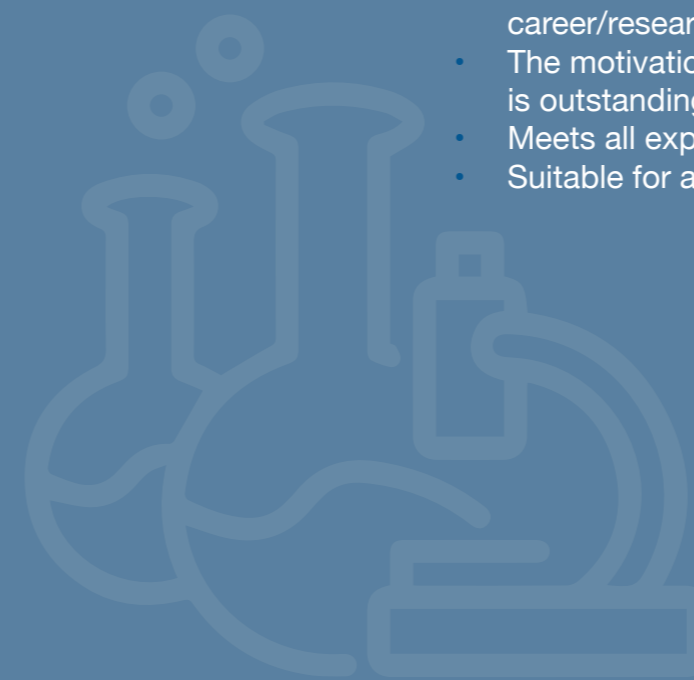 career/resear
• The motivatio
is outstanding
• Meets all exp
• Suitable for a